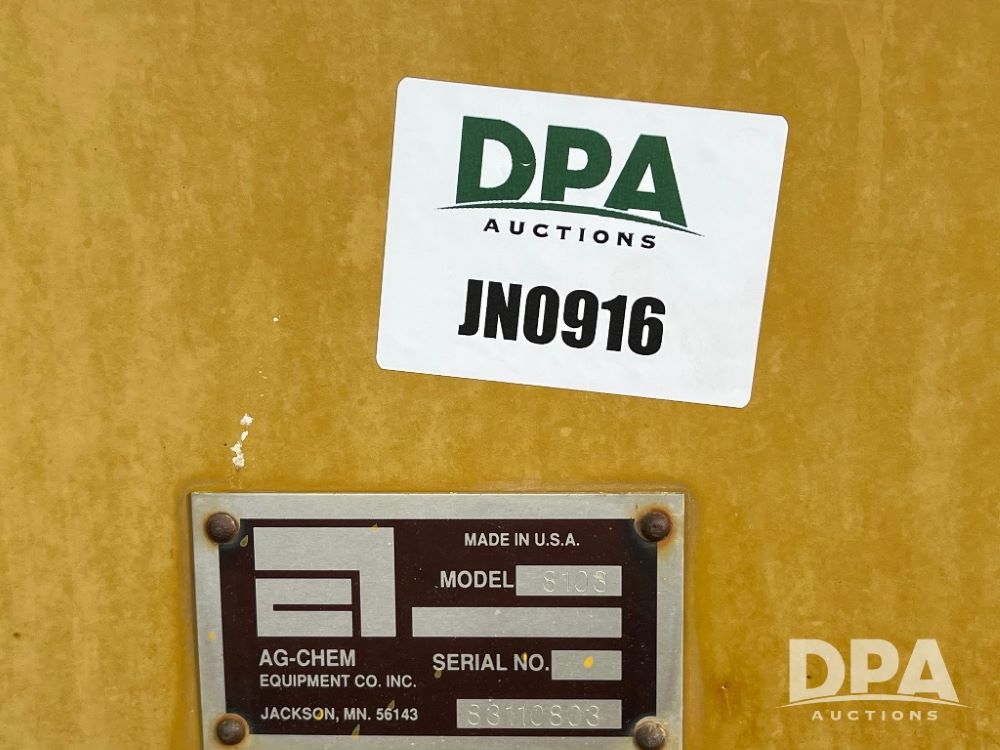 DPA
AUCTIONS
JN0916
MADE IN U.S.A.
MODEL 8103
AG-CHEM
EQUIPMENT CO. INC.
JACKSON, MN. 56143
SERIAL NO.
83110803
DPA
AUCTIONS